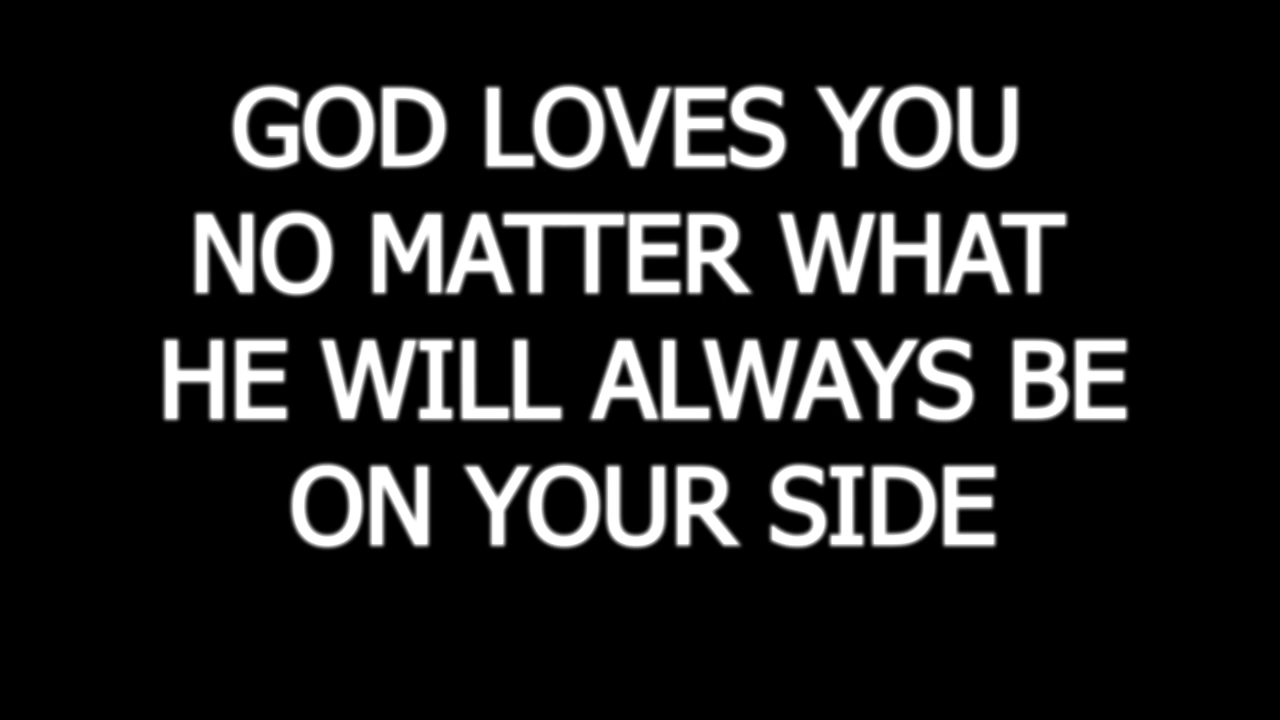 GOD LOVES YOU
NO MATTER WHAT
HE WILL ALWAYS BE
ON YOUR SIDE